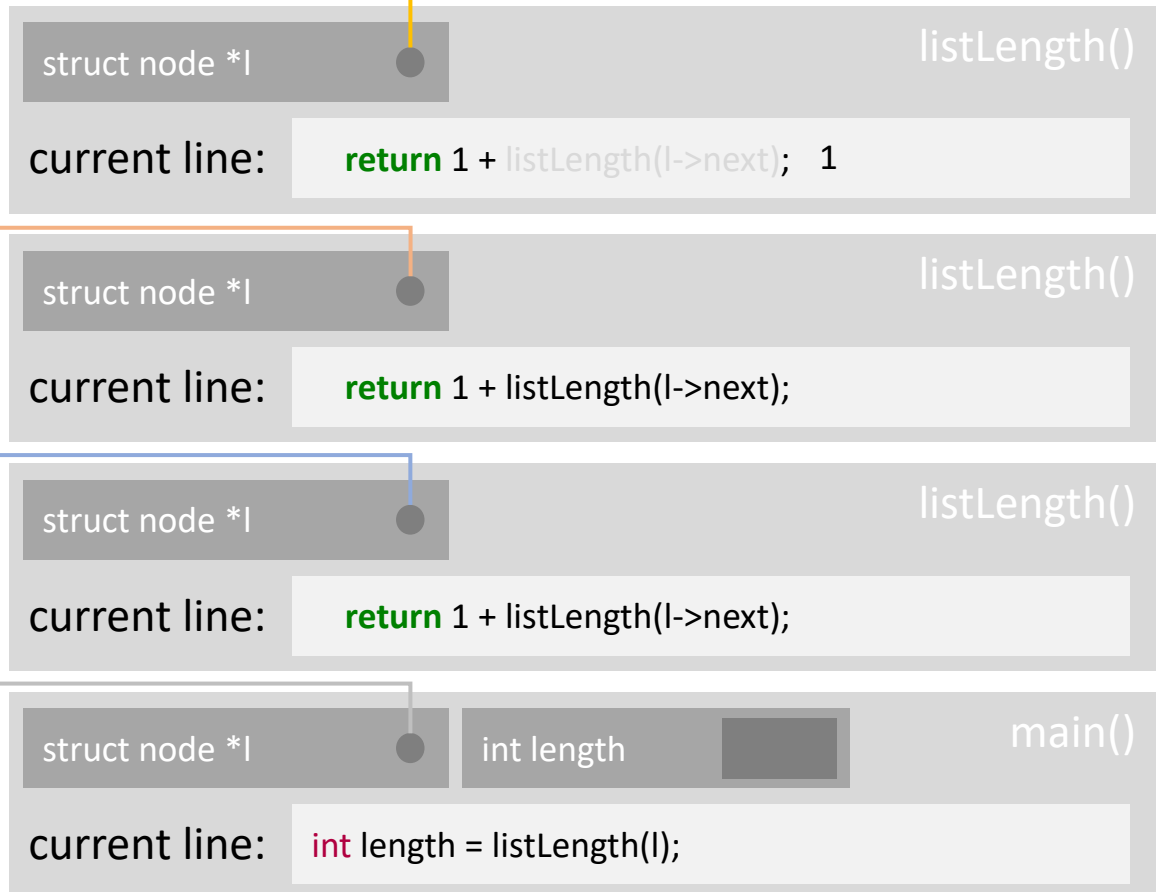 listLength()
struct node *l
current line: return 1 + listLength(l->next); 1
listLength()
struct node *l
current line: return 1 + listLength(l->next);
listLength()
struct node *l
current line: return 1 + listLength(l->next);
main()
struct node *l int length
current line: int length = listLength(l);